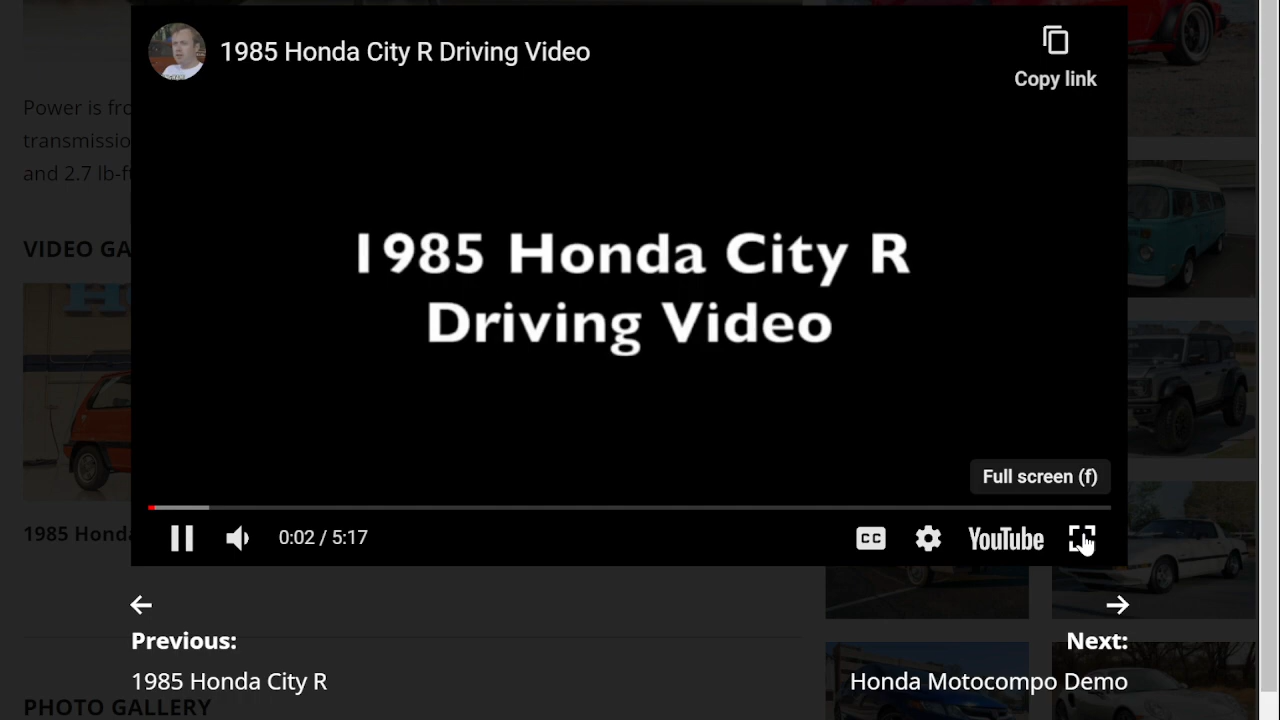 1985 Honda City R Driving Video
Copy link
Power is fro
transmissio
and 2.7 lb-f
1985 Honda City R
Driving Video
VIDEO GA
Full screen (f)
0:02 / 5:17
CC
YouTube
1985 Honda
Previous:
Next:
1985 Honda City R
Honda Motocompo Demo
PHOTO GALLERY